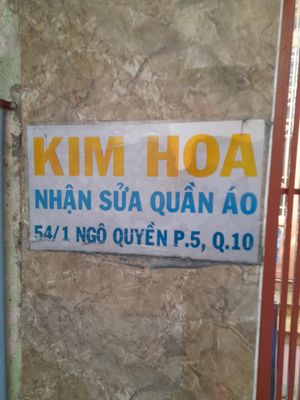 KIM HOA
NHẬN SỬA QUẦN ÁO
54/1 NGÔ QUYỀN P.5, Q.10